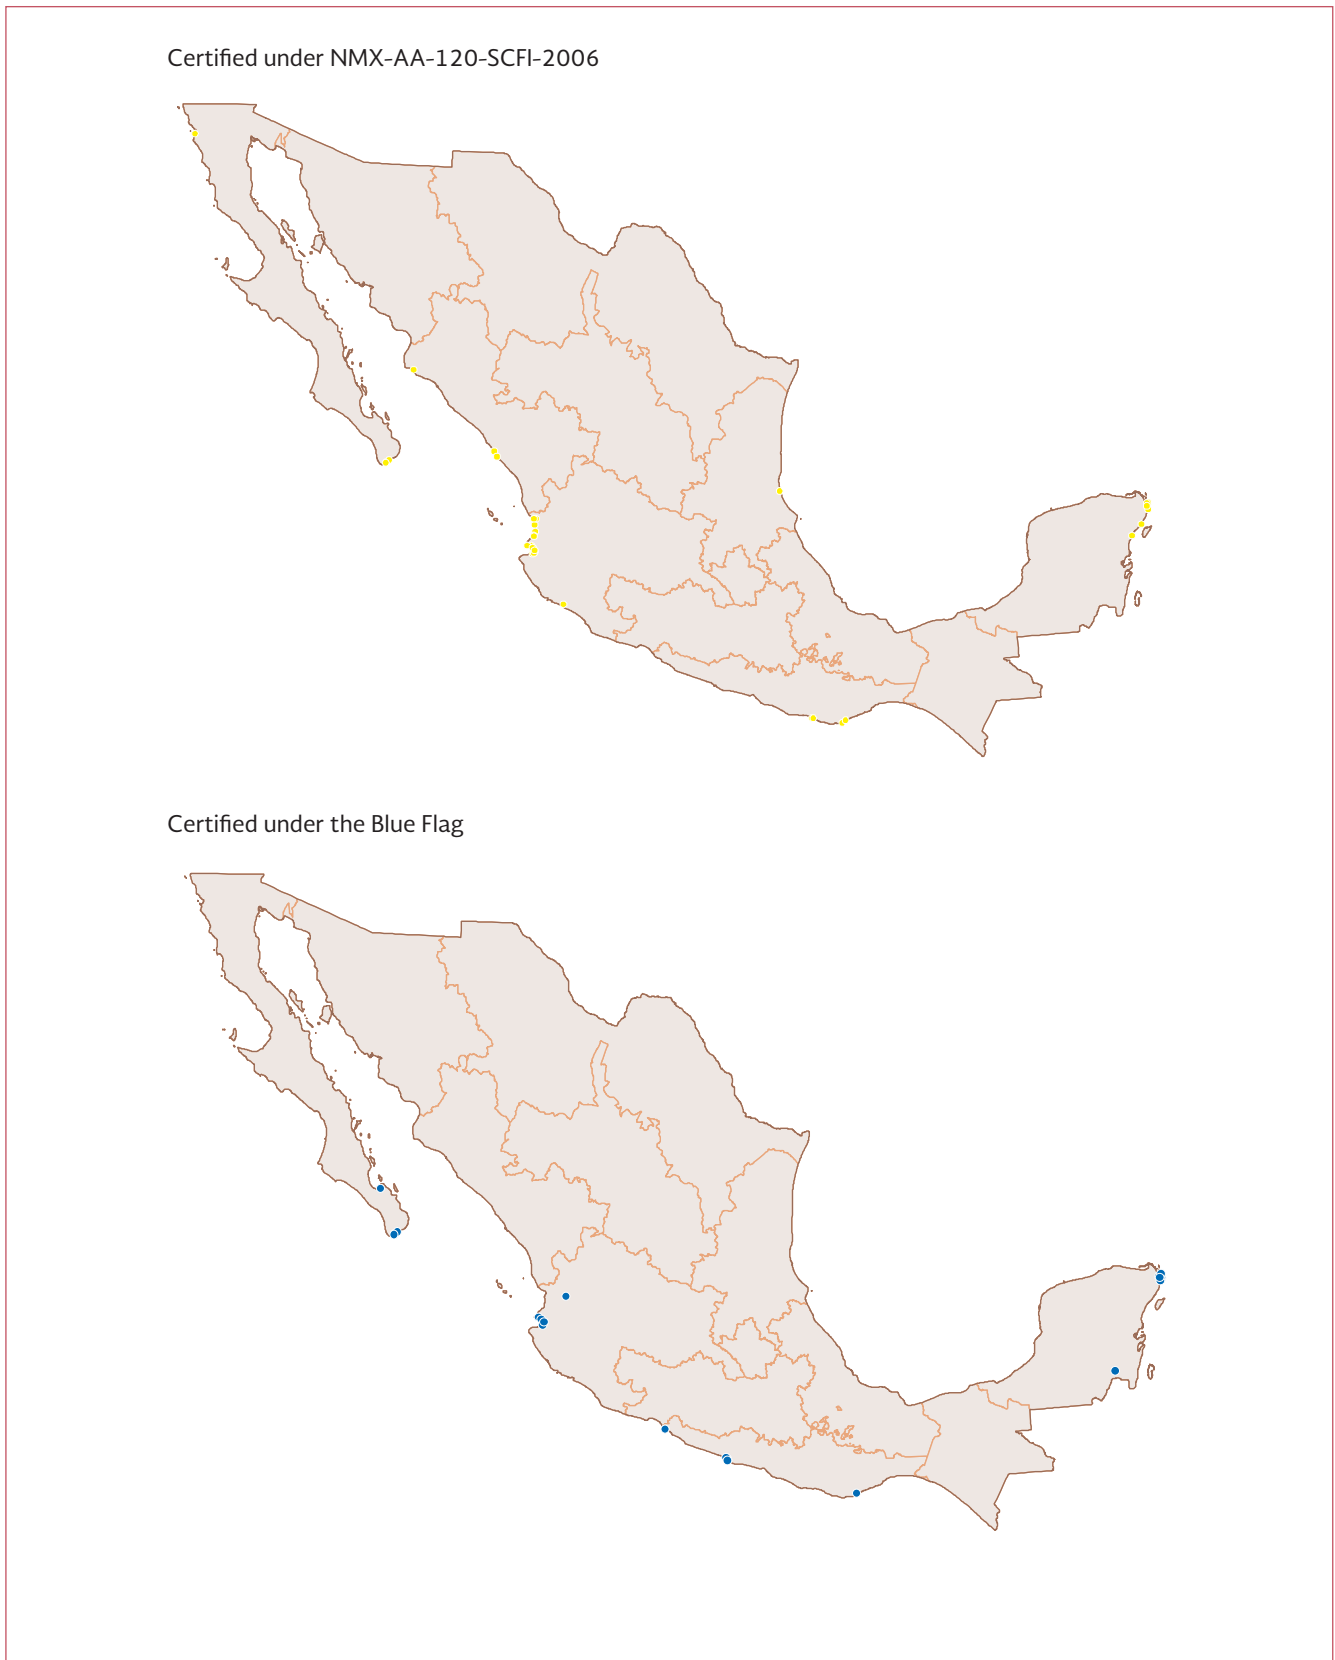 Certified under NMX-AA-120-SCFI-2006
Certified under the Blue Flag